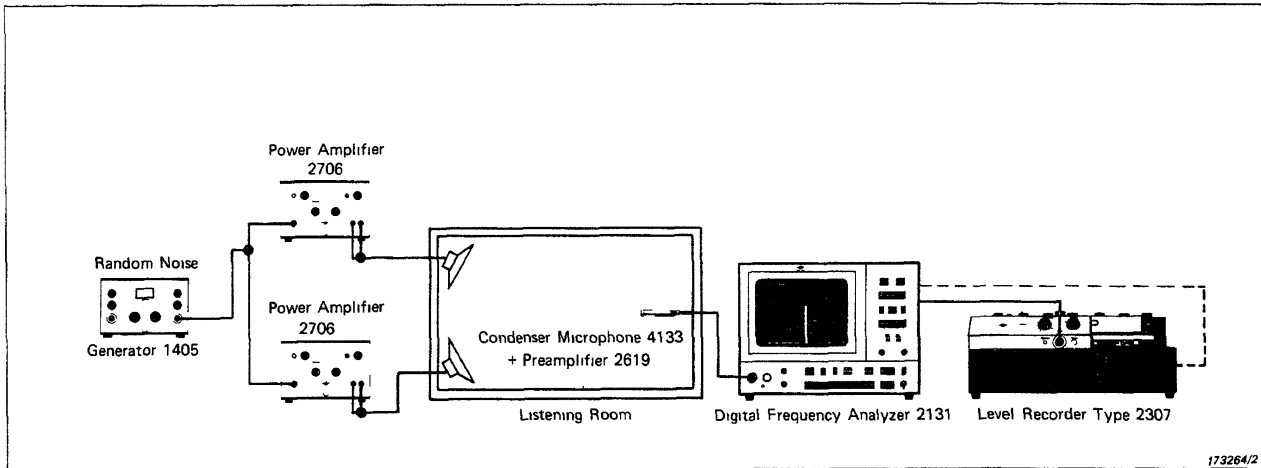 Power Amplifier
2706
Random Noise
Generator 1405
Power Amplifier
2706
Condenser Microphone 4133
+ Preamplifier 2619
Listening Room
Digital Frequency Analyzer 2131
Level Recorder Type 2307
173264/2